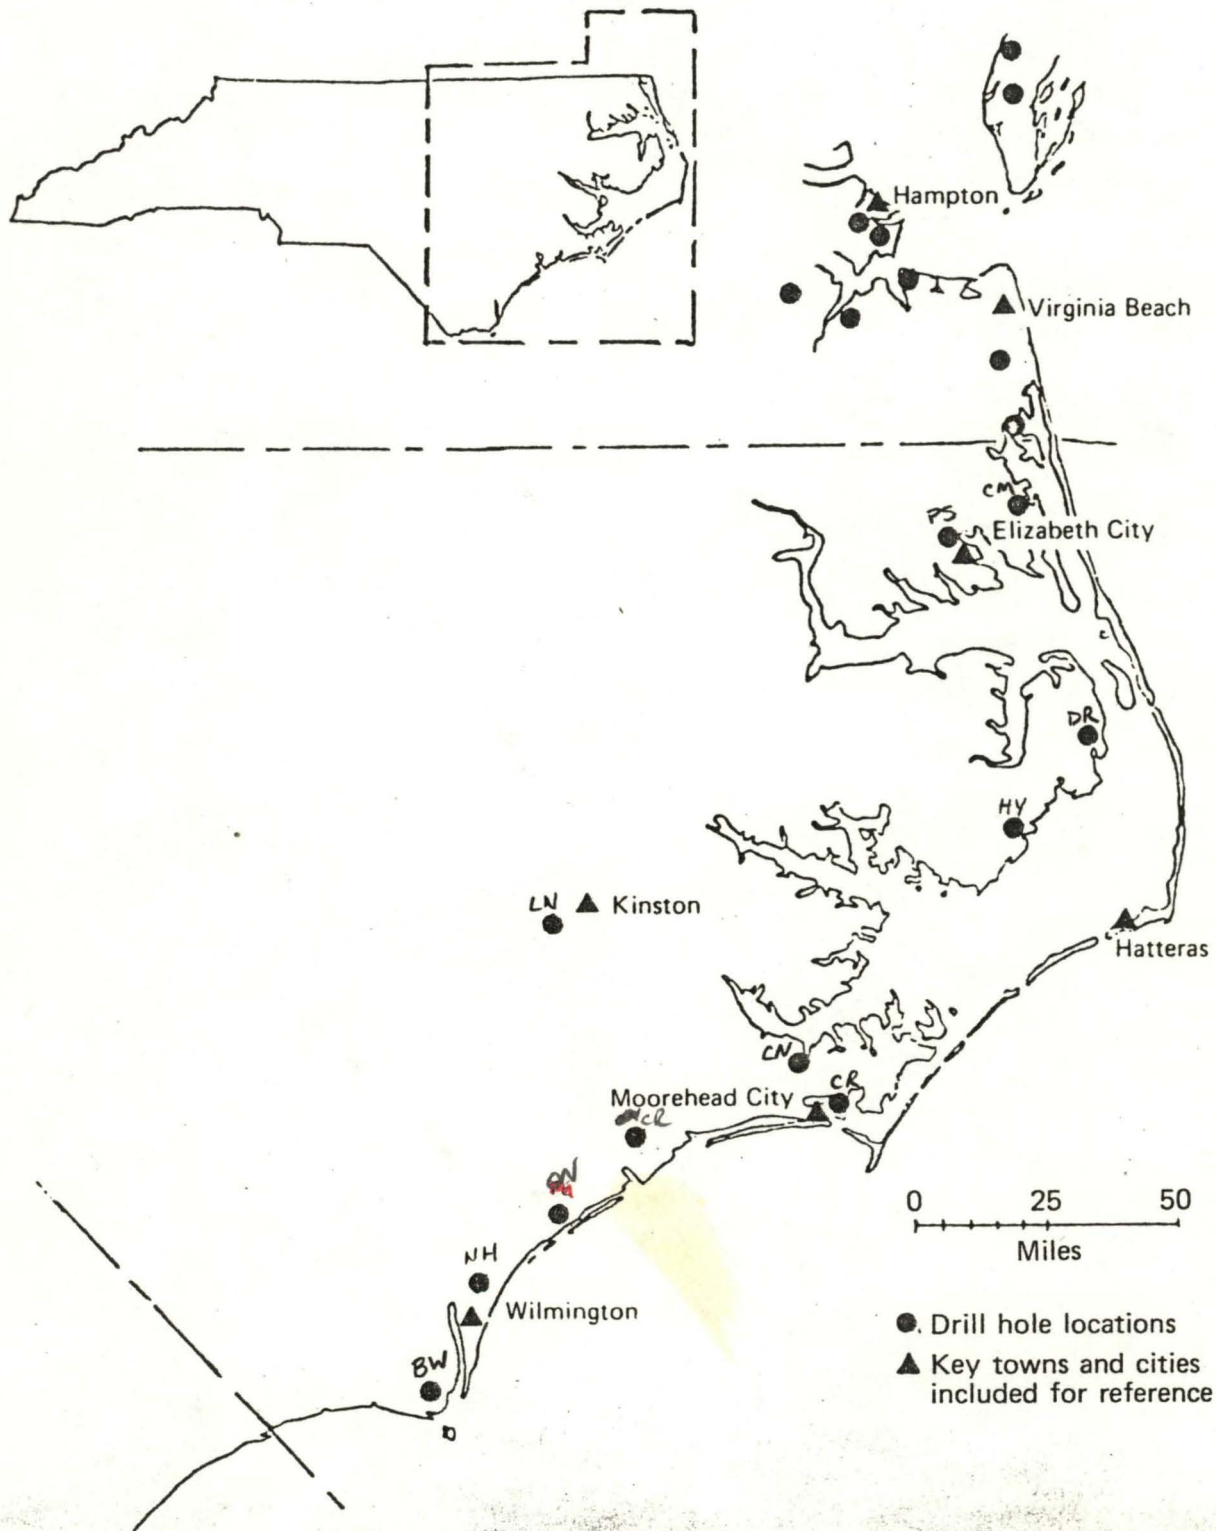 Hampton
Virginia Beach
CM
PS
Elizabeth City
DR
HY
LN
Kinston
Hatteras
CN
CR
Moorehead City
CR
ON
NH
Wilmington
BW
0 25 50
Miles
Drill hole locations
Key towns and cities
included for reference